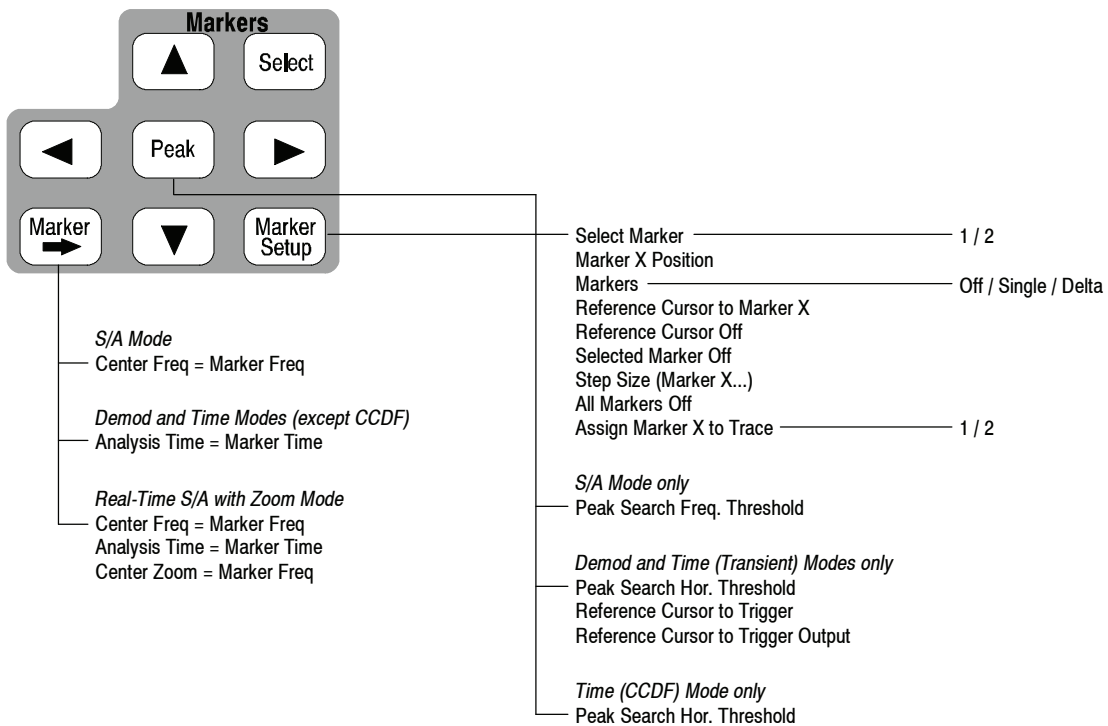 Markers
Select
Peak
Marker
Marker
Setup
S/A Mode
Center Freq = Marker Freq
Demod and Time Modes (except CCDF)
Analysis Time = Marker Time
Real-Time S/A with Zoom Mode
Center Freq = Marker Freq
Analysis Time = Marker Time
Center Zoom = Marker Freq
Select Marker 1 / 2
Marker X Position
Markers Off / Single / Delta
Reference Cursor to Marker X
Reference Cursor Off
Selected Marker Off
Step Size (Marker X...)
All Markers Off
Assign Marker X to Trace 1 / 2
S/A Mode only
Peak Search Freq. Threshold
Demod and Time (Transient) Modes only
Peak Search Hor. Threshold
Reference Cursor to Trigger
Reference Cursor to Trigger Output
Time (CCDF) Mode only
Peak Search Hor. Threshold